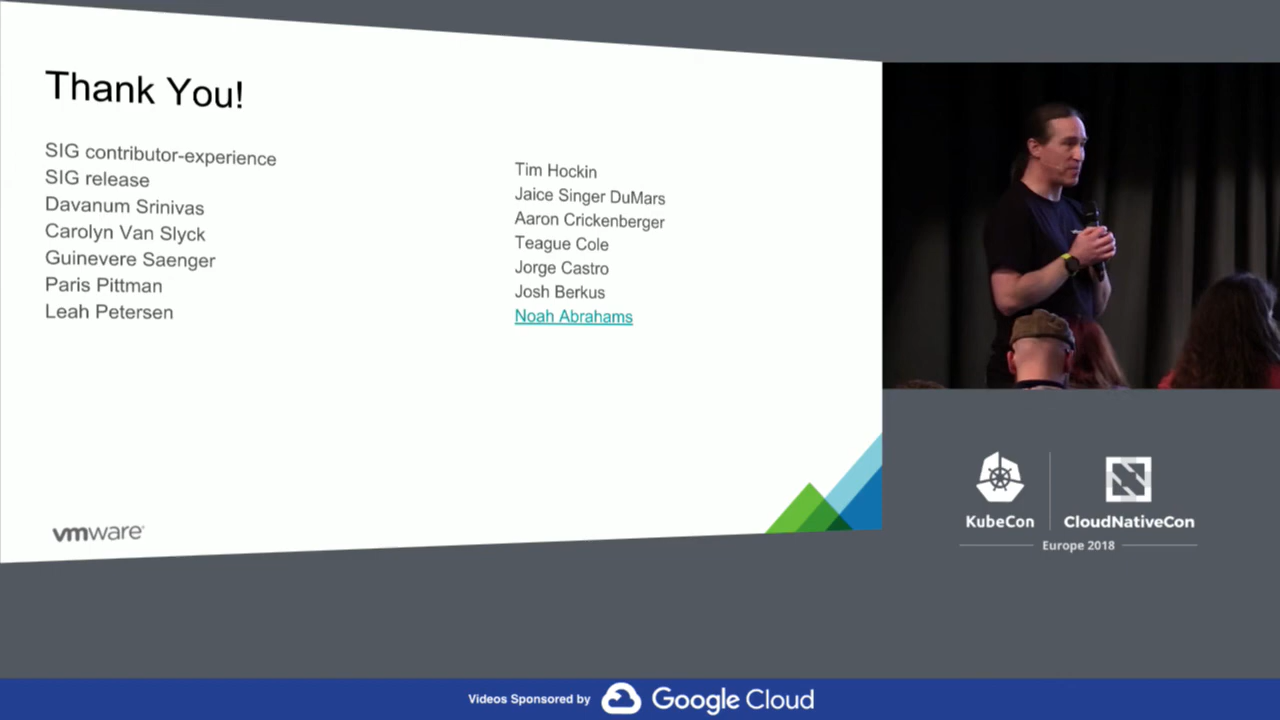 Thank You!
SIG contributor-experience
SIG release
Davanum Srinivas
Carolyn Van Slyck
Guinevere Saenger
Paris Pittman
Leah Petersen
Tim Hockin
Jaice Singer DuMars
Aaron Crickenberger
Teague Cole
Jorge Castro
Josh Berkus
Noah Abrahams
vmware
KubeCon
CloudNativeCon
Europe 2018
Videos Sponsored by Google Cloud